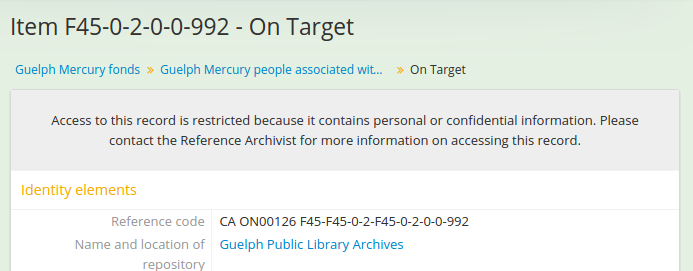 Item F45-0-2-0-0-992 - On Target
Guelph Mercury fonds » Guelph Mercury people associated wit... » On Target
Access to this record is restricted because it contains personal or confidential information. Please
contact the Reference Archivist for more information on accessing this record.
Identity elements
Reference code CA ON00126 F45-F45-0-2-F45-0-2-0-0-992
Name and location of Guelph Public Library Archives
repository